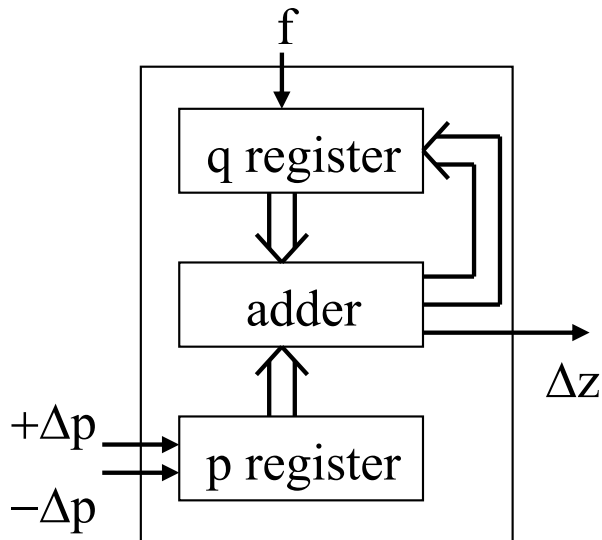 f
q register
adder
Δz
+Δp
p register
−Δp